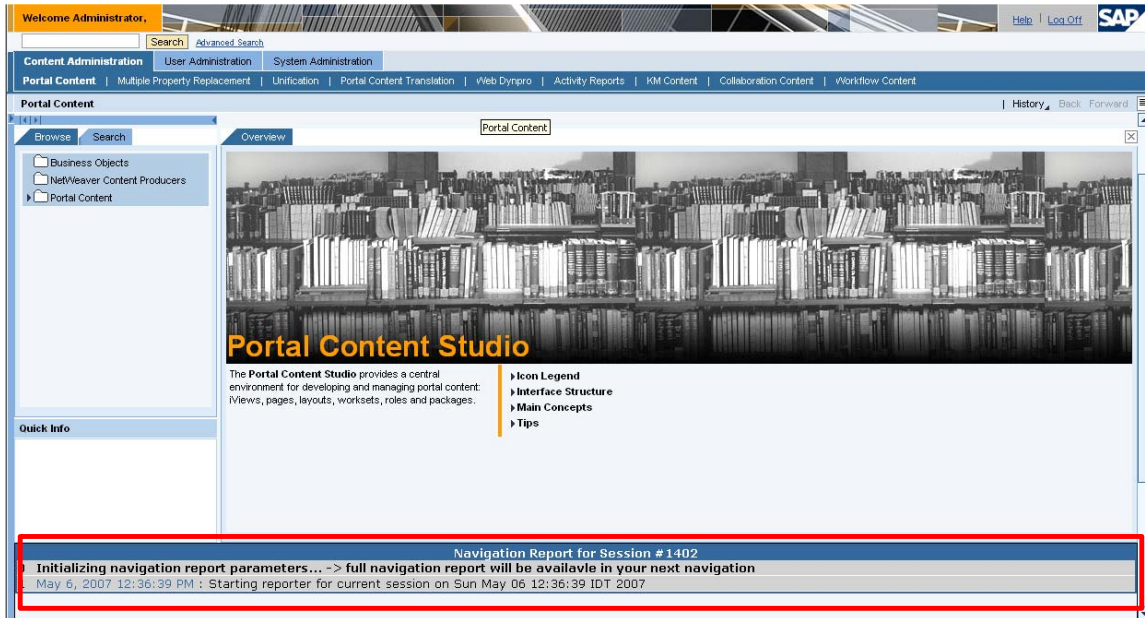 Welcome Administrator,
Help | Log Off
SAP
Search Advanced Search
Content Administration User Administration System Administration
Portal Content | Multiple Property Replacement | Unification | Portal Content Translation | Web Dynpro | Activity Reports | KM Content | Collaboration Content | Workflow Content
Portal Content
| History Back Forward
Portal Content
Browse Search
Overview
Business Objects
NetWeaver Content Producers
Portal Content
Portal Content Studio
The Portal Content Studio provides a central
environment for developing and managing portal content:
iViews, pages, layouts, worksets, roles and packages.
Icon Legend
Interface Structure
Main Concepts
Tips
Quick Info
Navigation Report for Session #1402
Initializing navigation report parameters... -> full navigation report will be availavle in your next navigation
May 6, 2007 12:36:39 PM : Starting reporter for current session on Sun May 06 12:36:39 IDT 2007